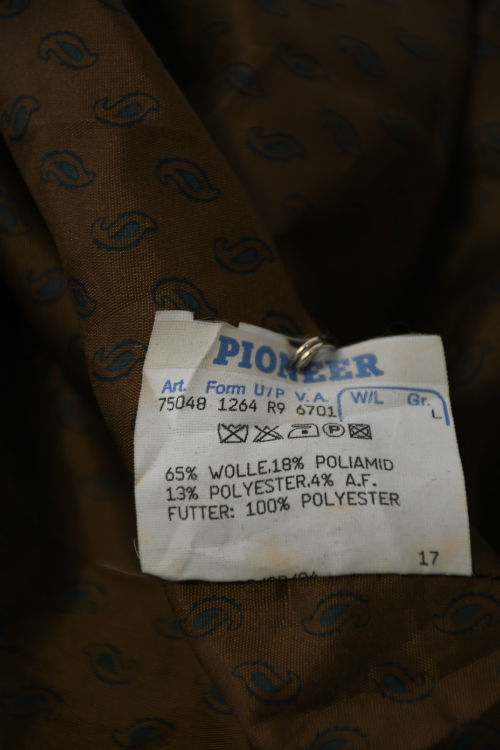 PIONEER
Art. Form U/P V.A. W/L Gr.
75048 1264 R9 6701 L
P
65% WOLLE.18% POLIAMID
13% POLYESTER.4% A.F.
FUTTER: 100% POLYESTER
17